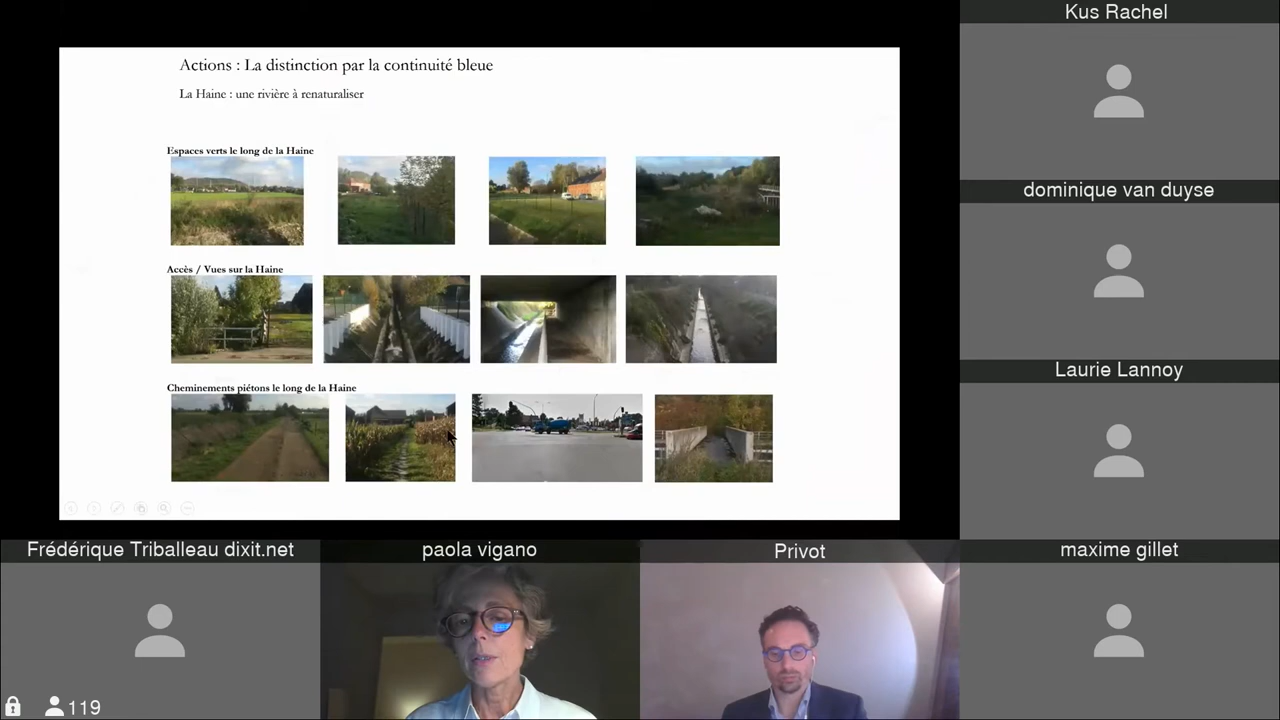 Kus Rachel
Actions : La distinction par la continuité bleue
La Haine : une rivière à renaturaliser
Espaces verts le long de la Haine
dominique van duyse
Accès / Vues sur la Haine
Laurie Lannoy
Cheminements piétons le long de la Haine
Frédérique Triballeau dixit.net
paola vigano
Privot
maxime gillet
119